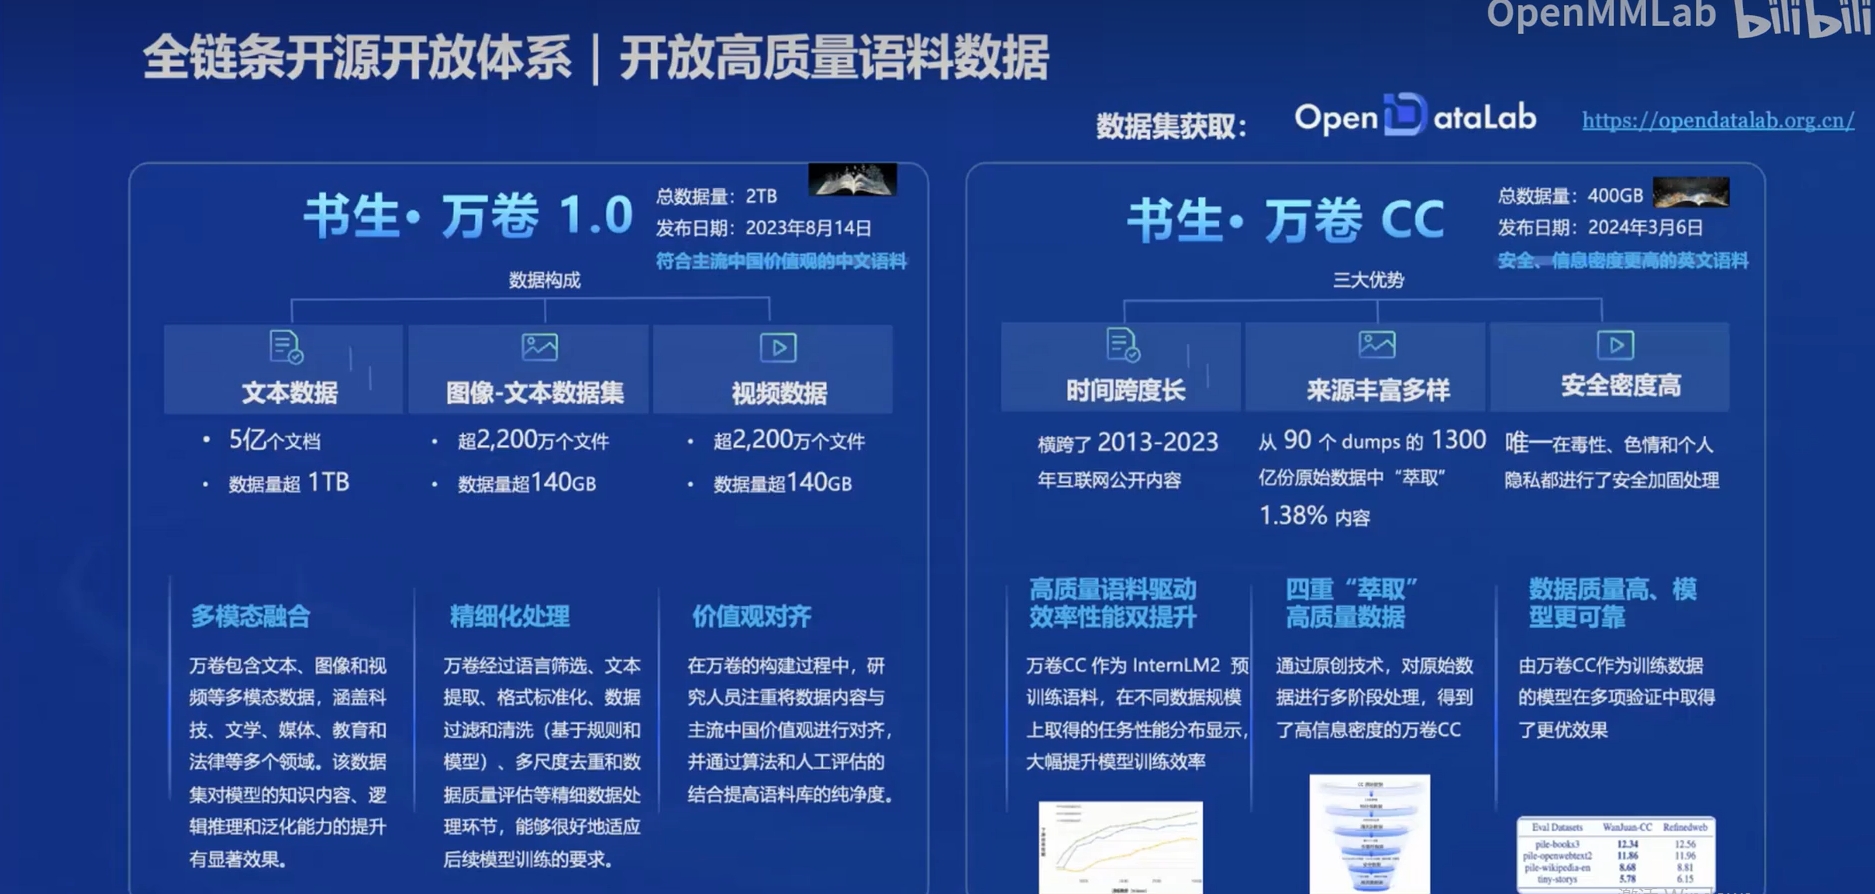 OpenMMLab bilibili
全链条开源开放体系 | 开放高质量语料数据
数据集获取： OpenDataLab https://opendatalab.org.cn/
书生·万卷 1.0
总数据量：2TB
发布日期：2023年8月14日
符合主流中国价值观的中文语料
数据构成
文本数据
图像-文本数据集
视频数据
• 5亿个文档
• 数据量超 1TB
• 超2,200万个文件
• 数据量超140GB
• 超2,200万个文件
• 数据量超140GB
多模态融合
万卷包含文本、图像和视
频等多模态数据，涵盖科
技、文学、媒体、教育和
法律等多个领域。该数据
集对模型的知识内容、逻
辑推理和泛化能力的提升
有显著效果。
精细化处理
万卷经过语言筛选、文本
提取、格式标准化、数据
过滤和清洗（基于规则和
模型）、多尺度去重和数
据质量评估等精细数据处
理环节，能够很好地适应
后续模型训练的要求。
价值观对齐
在万卷的构建过程中，研
究人员注重将数据内容与
主流中国价值观进行对齐，
并通过算法和人工评估的
结合提高语料库的纯净度。
书生·万卷 CC
总数据量：400GB
发布日期：2024年3月6日
安全、信息密度更高的英文语料
三大优势
时间跨度长
来源丰富多样
安全密度高
横跨了 2013-2023
年互联网公开内容
从 90 个 dumps 的 1300
亿份原始数据中“萃取”
1.38% 内容
唯一在毒性、色情和个人
隐私都进行了安全加固处理
高质量语料驱动
效率性能双提升
万卷CC 作为 InternLM2 预
训练语料，在不同数据规模
上取得的任务性能分布显示，
大幅提升模型训练效率
四重“萃取”
高质量数据
通过原创技术，对原始数
据进行多阶段处理，得到
了高信息密度的万卷CC
数据质量高、模
型更可靠
由万卷CC作为训练数据
的模型在多项验证中取得
了更优效果
Eval Datasets WanJuan-CC Refinedweb
pile-books3 12.34 12.56
pile-openwebtext2 11.86 11.96
pile-wikipedia-en 8.68 8.81
tiny-storys 5.78 6.15